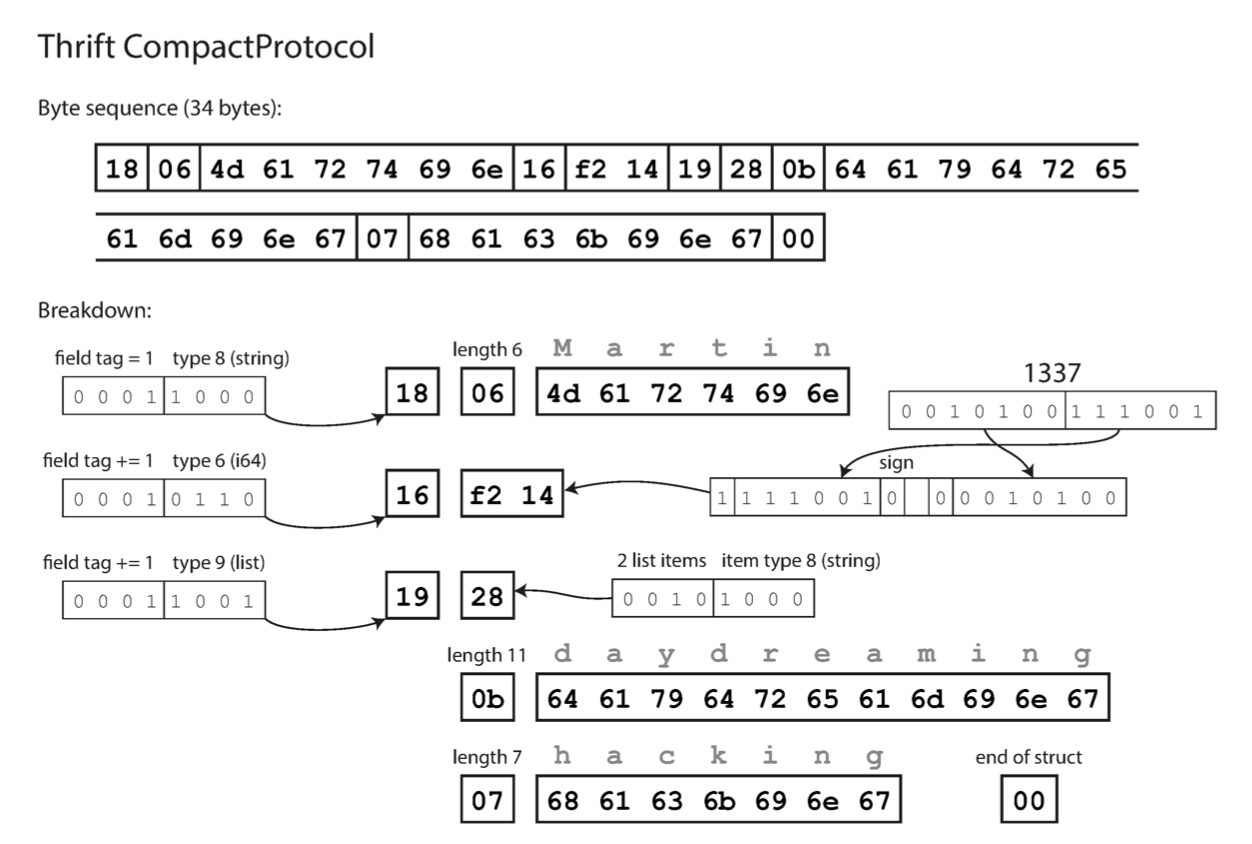 Thrift CompactProtocol
Byte sequence (34 bytes):
18 06 4d 61 72 74 69 6e 16 f2 14 19 28 0b 64 61 79 64 72 65
61 6d 69 6e 67 07 68 61 63 6b 69 6e 67 00
Breakdown:
field tag = 1 type 8 (string)
0 0 0 1 1 0 0 0
18
length 6
06
M a r t i n
4d 61 72 74 69 6e
1337
0 0 1 0 1 0 0 1 1 1 0 0 1
field tag += 1 type 6 (i64)
0 0 0 1 0 1 1 0
16
f2 14
sign
1 1 1 1 0 0 1 0 0 0 0 1 0 1 0 0
field tag += 1 type 9 (list)
0 0 0 1 1 0 0 1
19
28
2 list items item type 8 (string)
0 0 1 0 1 0 0 0
length 11
0b
d a y d r e a m i n g
64 61 79 64 72 65 61 6d 69 6e 67
length 7
07
h a c k i n g
68 61 63 6b 69 6e 67
end of struct
00